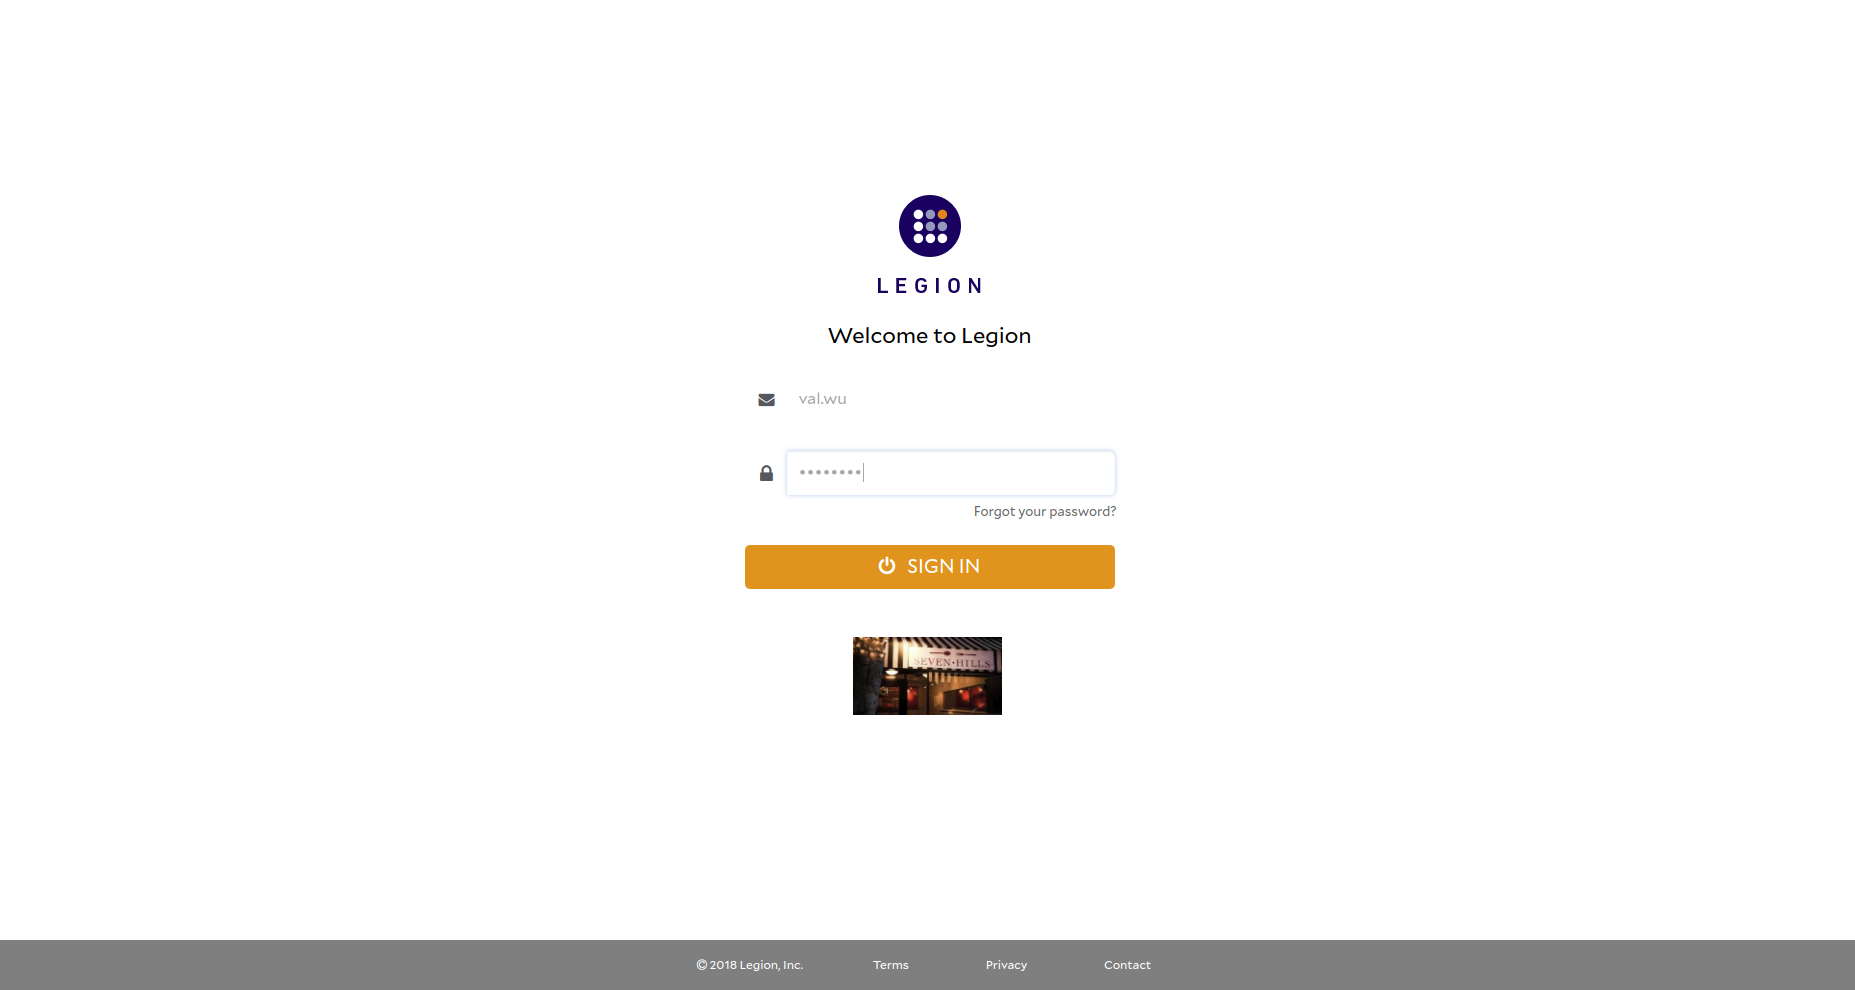 LEGION
Welcome to Legion
val.wu
••••••••
Forgot your password?
SIGN IN
SEVEN•HILLS
© 2018 Legion, Inc. Terms Privacy Contact